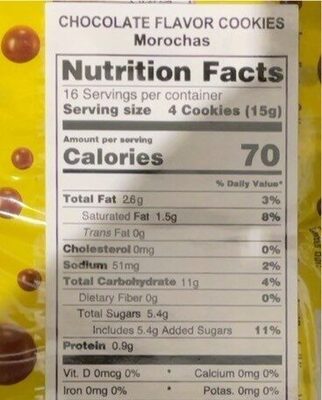 CHOCOLATE FLAVOR COOKIES
Morochas
Nutrition Facts
16 Servings per container
Serving size 4 Cookies (15g)
Amount per serving
Calories 70
% Daily Value*
Total Fat 2.6g 3%
Saturated Fat 1.5g 8%
Trans Fat 0g
Cholesterol 0mg 0%
Sodium 51mg 2%
Total Carbohydrate 11g 4%
Dietary Fiber 0g 0%
Total Sugars 5.4g
Includes 5.4g Added Sugars 11%
Protein 0.9g
Vit. D 0mcg 0% * Calcium 0mg 0%
Iron 0mg 0% * Potas. 0mg 0%